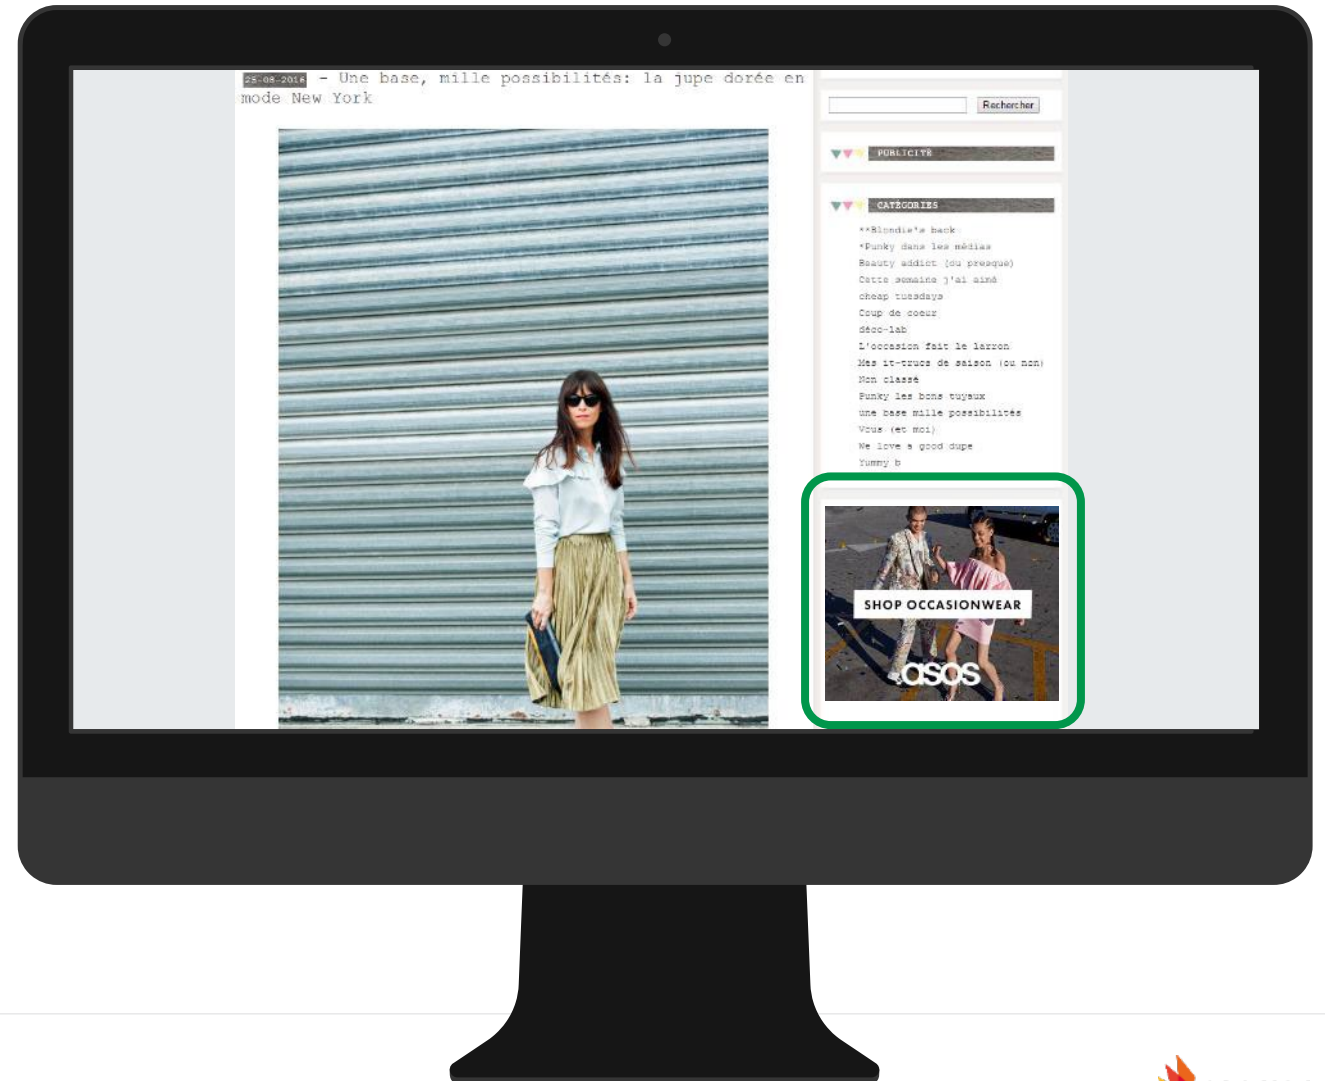 25-08-2016 - Une base, mille possibilités: la jupe dorée en
mode New York
Rechercher
PUBLICITÉ
CATÉGORIES
**Blondie's back
*Punky dans les médias
Beauty addict (ou presque)
Cette semaine j'ai aimé
cheap tuesdays
Coup de coeur
déco-lab
L'occasion fait le larron
Mes it-trucs de saison (ou non)
Non classé
Punky les bons tuyaux
une base mille possibilités
Vous (et moi)
We love a good dupe
Yummy b
SHOP OCCASIONWEAR
asos